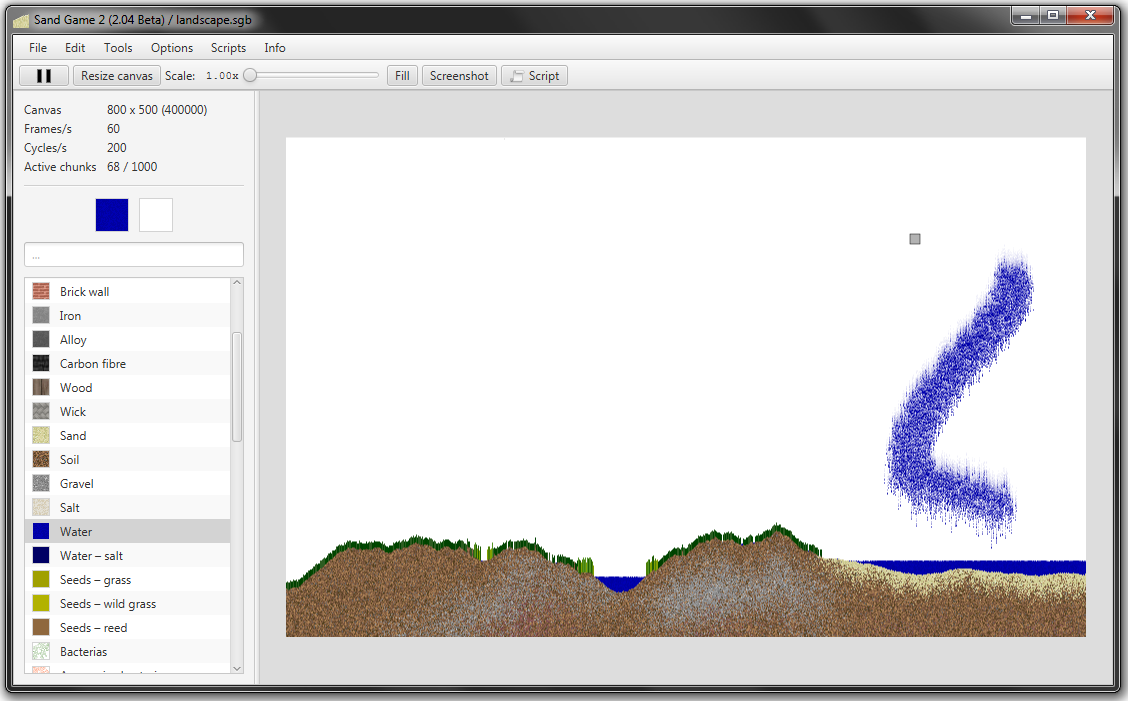 Sand Game 2 (2.04 Beta) / landscape.sgb
File Edit Tools Options Scripts Info
Resize canvas Scale: 1.00x Fill Screenshot Script
Canvas 800 x 500 (400000)
Frames/s 60
Cycles/s 200
Active chunks 68 / 1000
...
Brick wall
Iron
Alloy
Carbon fibre
Wood
Wick
Sand
Soil
Gravel
Salt
Water
Water – salt
Seeds – grass
Seeds – wild grass
Seeds – reed
Bacterias